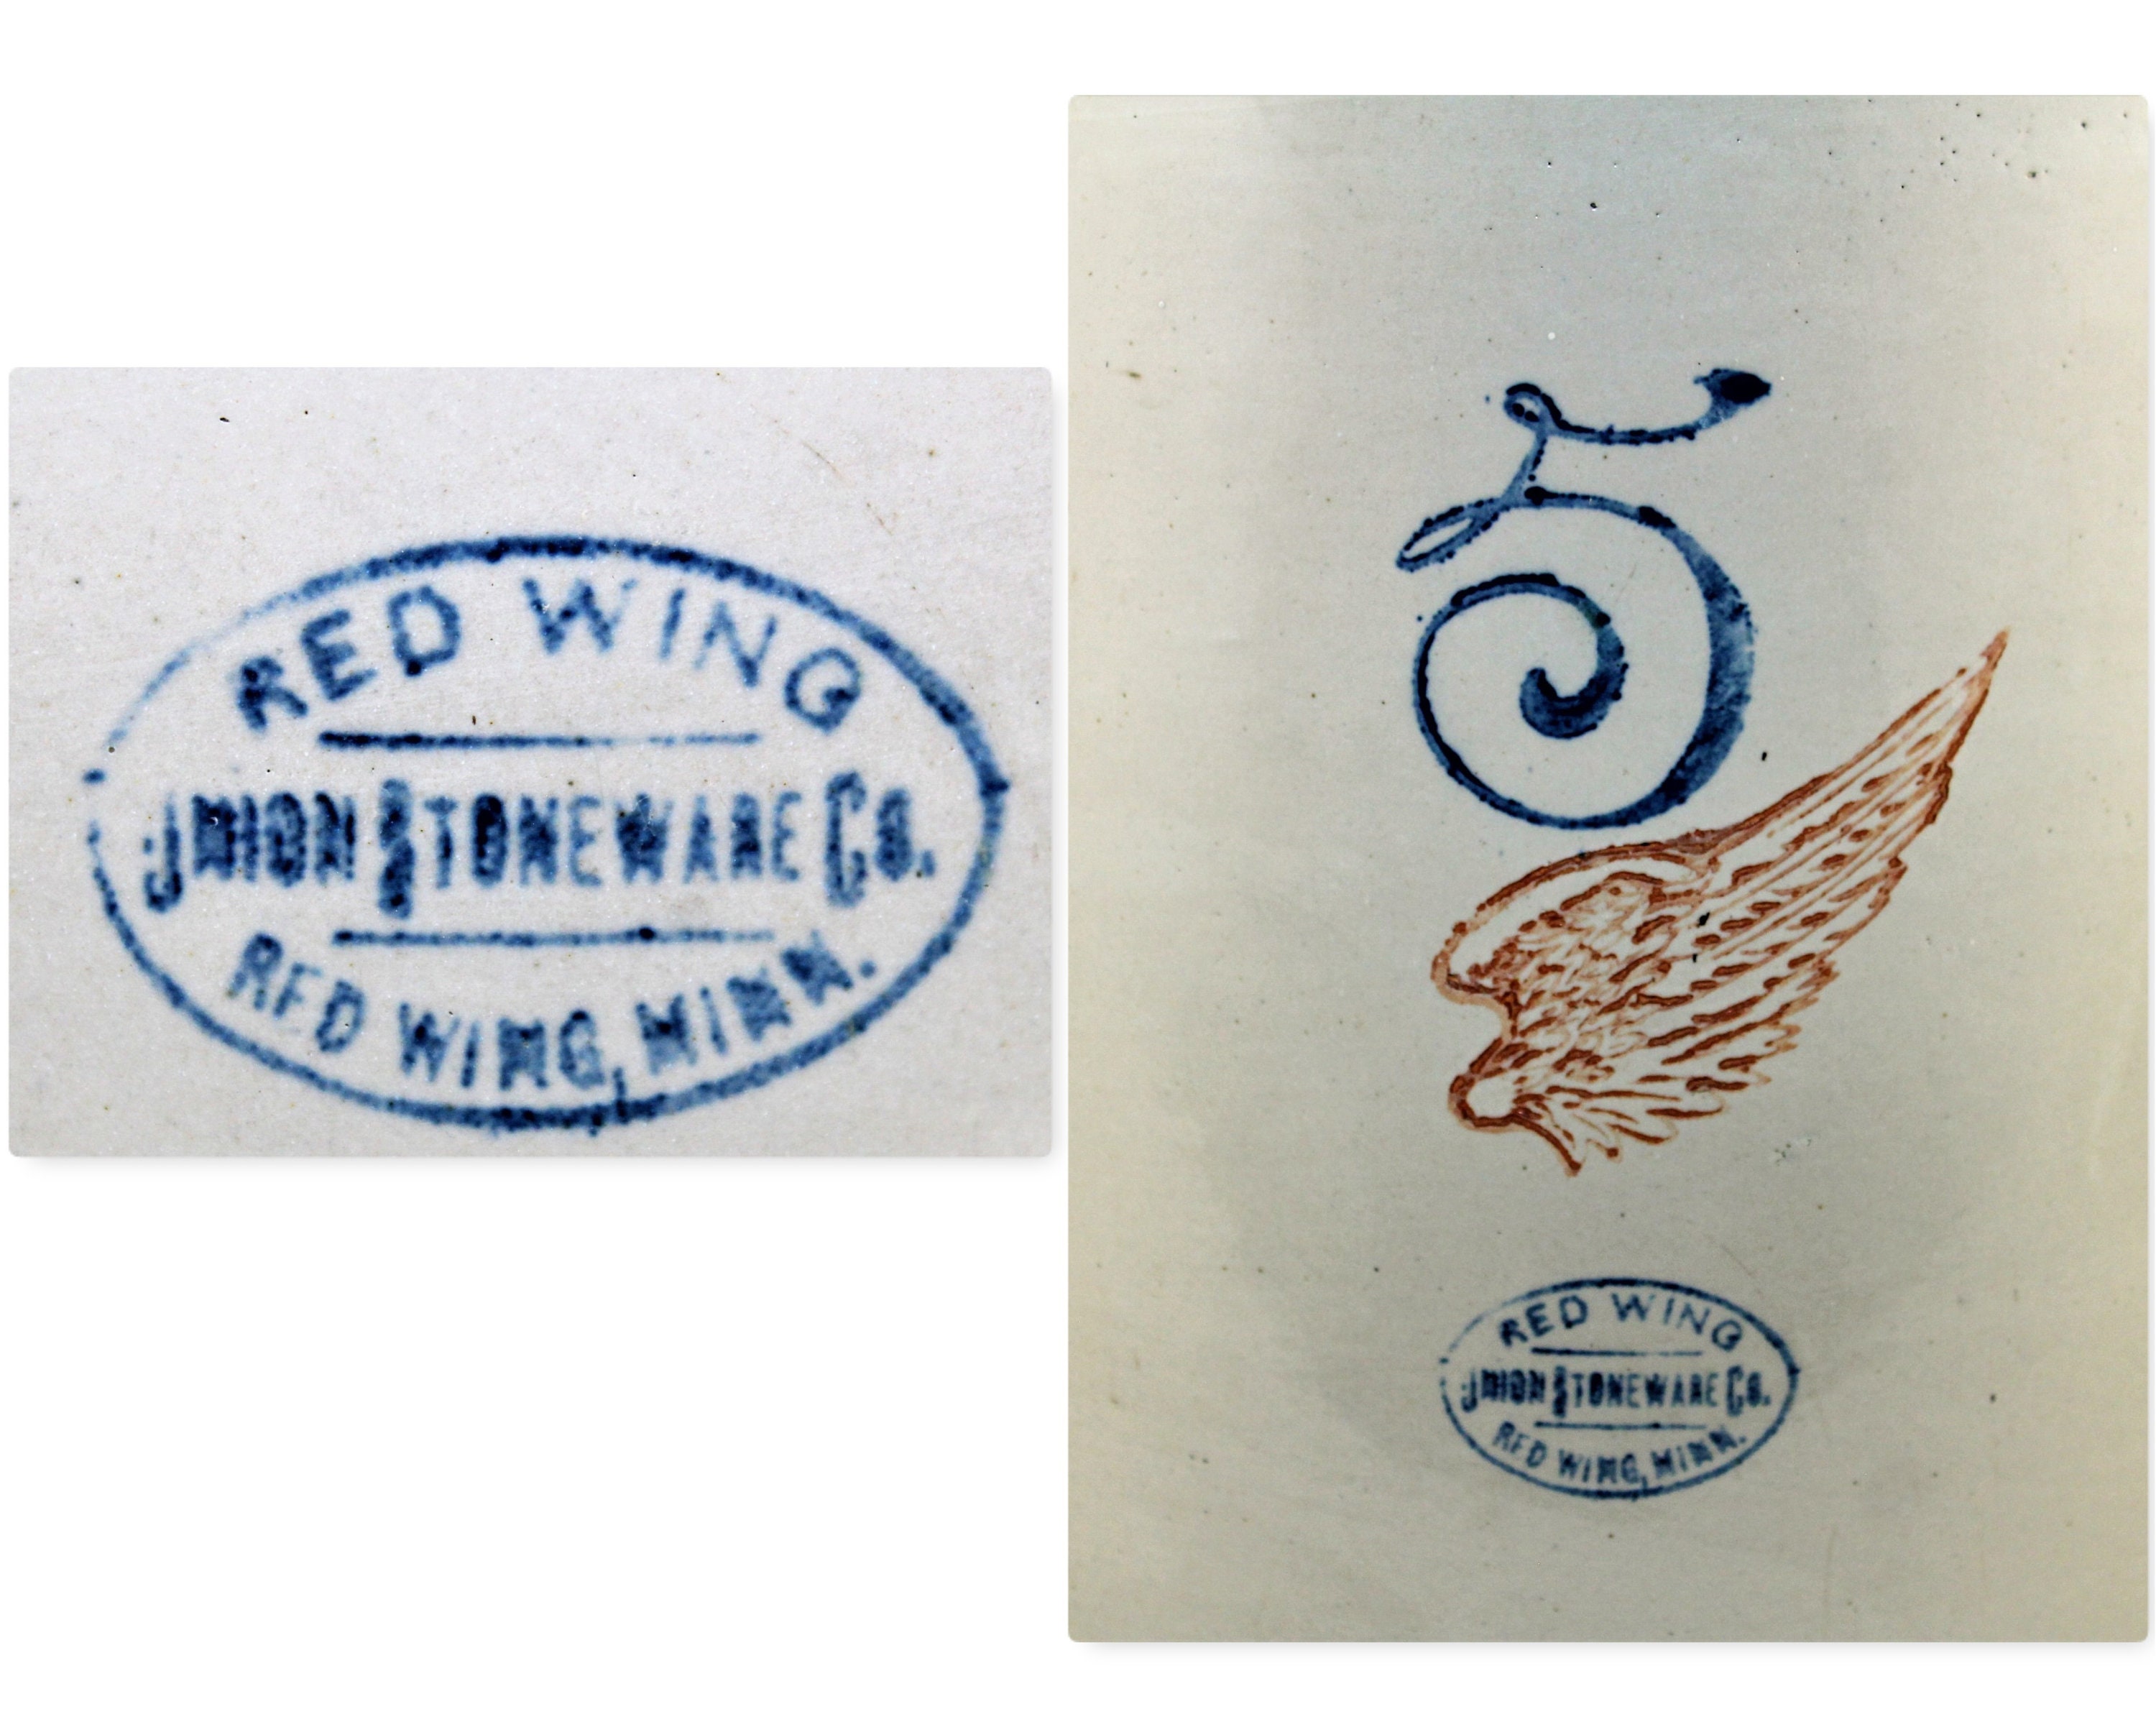 RED WING
UNION STONEWARE CO.
RED WING, MINN.
5
RED WING
UNION STONEWARE CO.
RED WING, MINN.